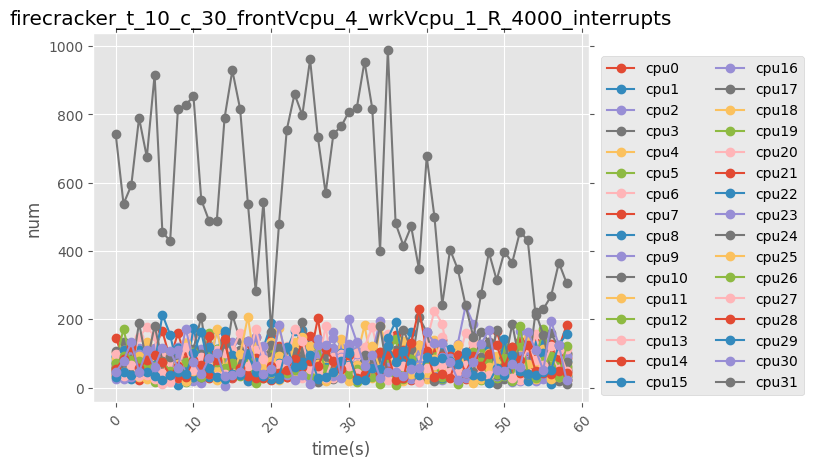 firecracker_t_10_c_30_frontVcpu_4_wrkVcpu_1_R_4000_interrupts
1000
800
600
400
200
0
num
0 10 20 30 40 50 60
time(s)
cpu0
cpu1
cpu2
cpu3
cpu4
cpu5
cpu6
cpu7
cpu8
cpu9
cpu10
cpu11
cpu12
cpu13
cpu14
cpu15
cpu16
cpu17
cpu18
cpu19
cpu20
cpu21
cpu22
cpu23
cpu24
cpu25
cpu26
cpu27
cpu28
cpu29
cpu30
cpu31